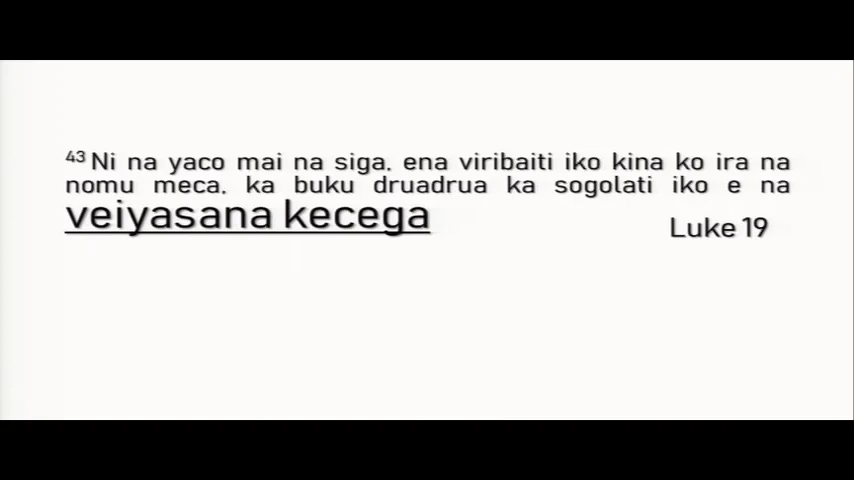 43 Ni na yaco mai na siga, ena viribaiti iko kina ko ira na
nomu meca, ka buku druadrua ka sogolati iko e na
veiyasana kecega
Luke 19